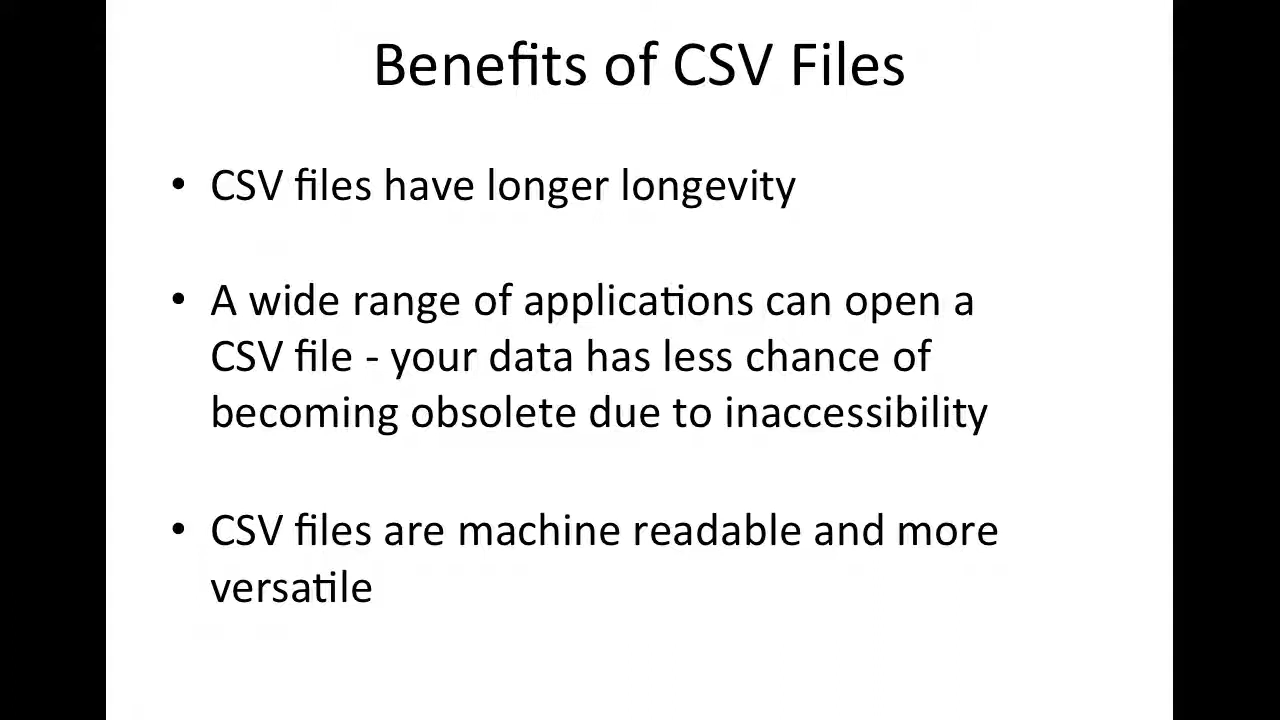 Benefits of CSV Files
• CSV files have longer longevity
• A wide range of applications can open a
CSV file - your data has less chance of
becoming obsolete due to inaccessibility
• CSV files are machine readable and more
versatile